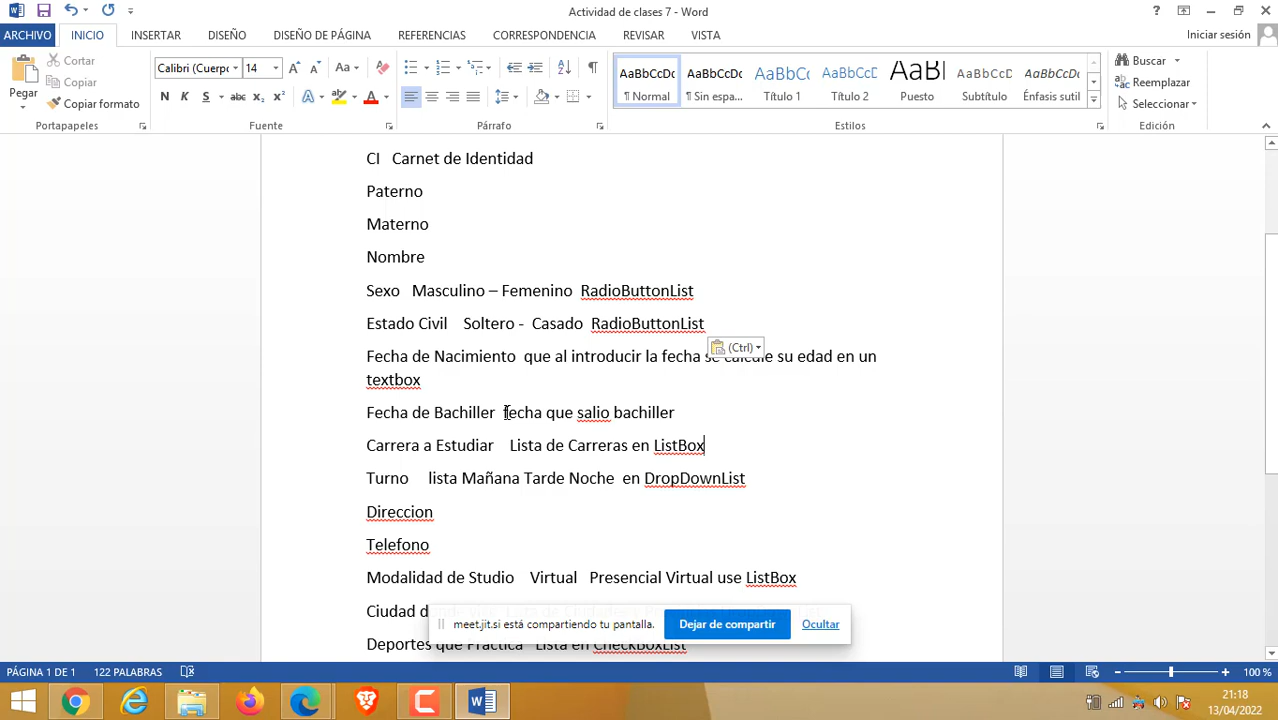 Actividad de clases 7 - Word
?
ARCHIVO INICIO INSERTAR DISEÑO DISEÑO DE PÁGINA REFERENCIAS CORRESPONDENCIA REVISAR VISTA Iniciar sesión
Pegar
Cortar
Copiar
Copiar formato
Portapapeles
Calibri (Cuerpo 14
N K S abc x₂ x²
Fuente
Párrafo
AaBbCcDc AaBbCcDc AaBbCc AaBbCcD AaBl AaBbCcD AaBbCcDc
¶ Normal ¶ Sin espa... Título 1 Título 2 Puesto Subtítulo Énfasis sutil
Estilos
Buscar
Reemplazar
Seleccionar
Edición
CI Carnet de Identidad
Paterno
Materno
Nombre
Sexo Masculino – Femenino RadioButtonList
Estado Civil Soltero - Casado RadioButtonList
(Ctrl)
Fecha de Nacimiento que al introducir la fecha se calcule su edad en un
textbox
Fecha de Bachiller fecha que salio bachiller
Carrera a Estudiar Lista de Carreras en ListBox
Turno lista Mañana Tarde Noche en DropDownList
Direccion
Telefono
Modalidad de Studio Virtual Presencial Virtual use ListBox
Ciudad
meet.jit.si está compartiendo tu pantalla. Dejar de compartir Ocultar
Deportes que Practica Lista en CheckBoxList
PÁGINA 1 DE 1 122 PALABRAS 100 %
21:18
13/04/2022